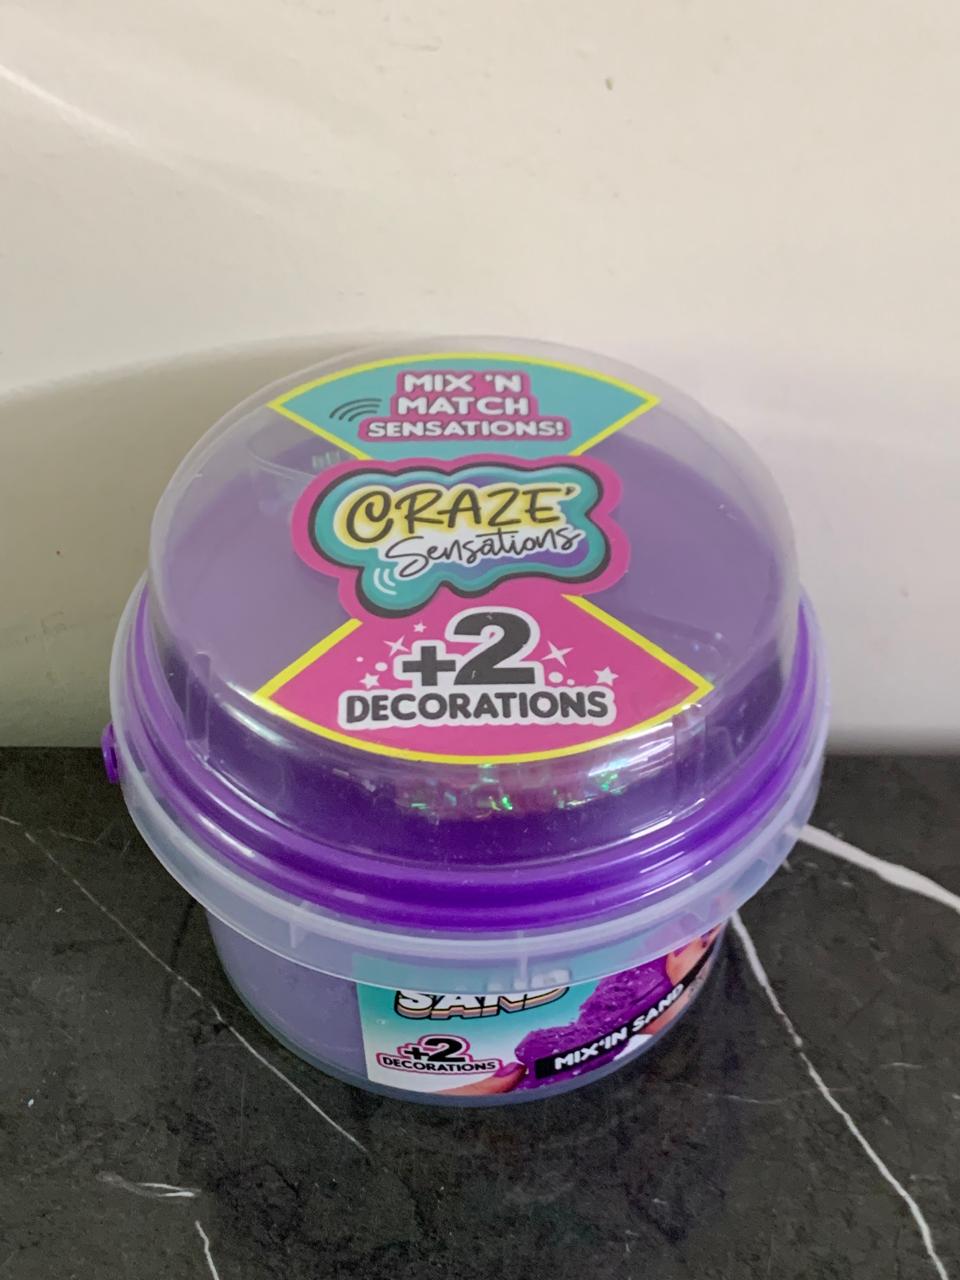 MIX 'N
MATCH
SENSATIONS!
CRAZE'
Sensations
+2
DECORATIONS
SAND
+2
DECORATIONS
MIX'IN SAND